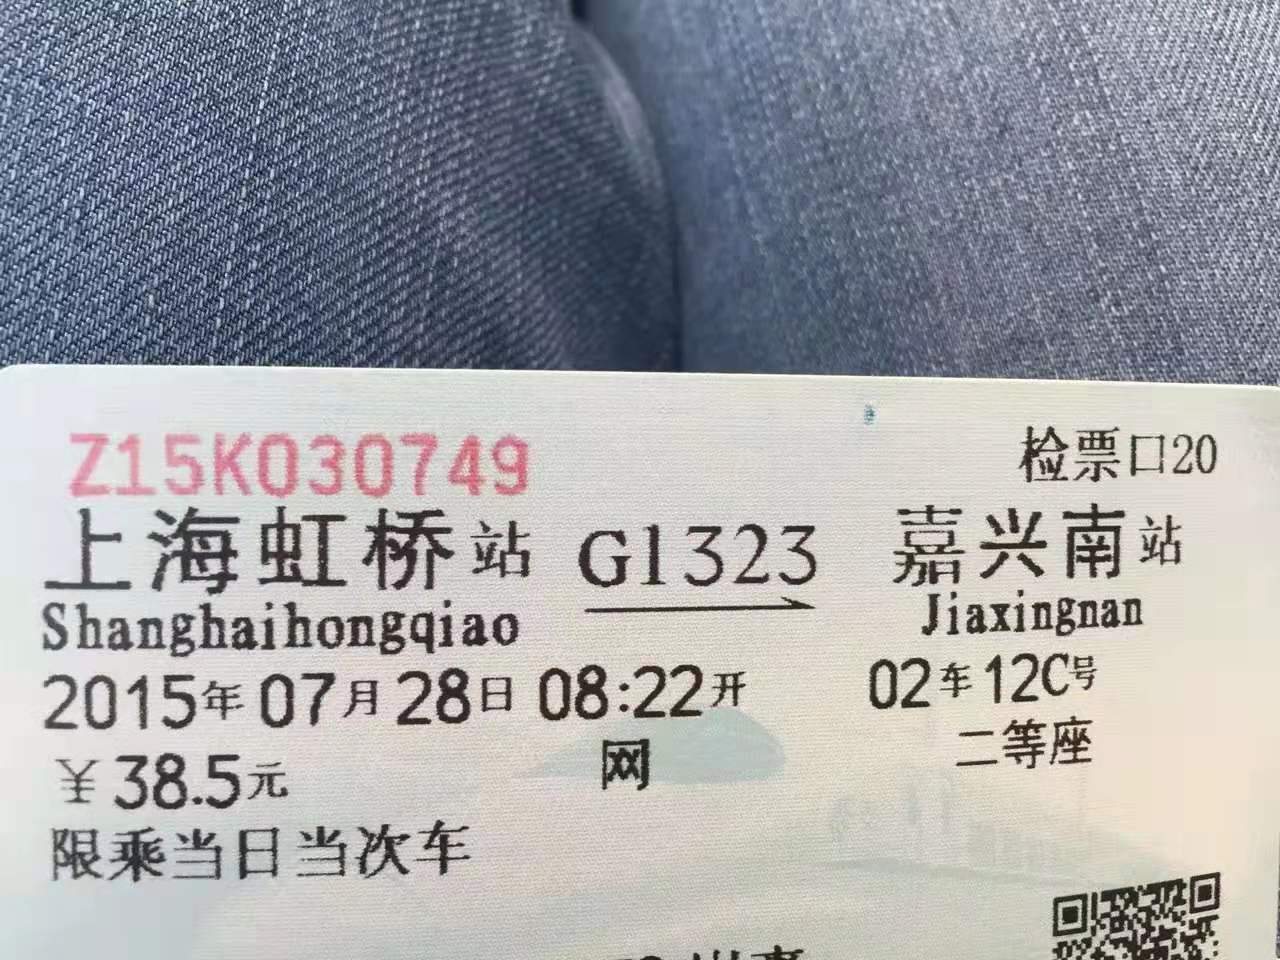 Z15K030749 检票口20
上海虹桥站 G1323 嘉兴南站
Shanghaihongqiao Jiaxingnan
2015年07月28日 08:22开 02车12C号
¥38.5元 网 二等座
限乘当日当次车